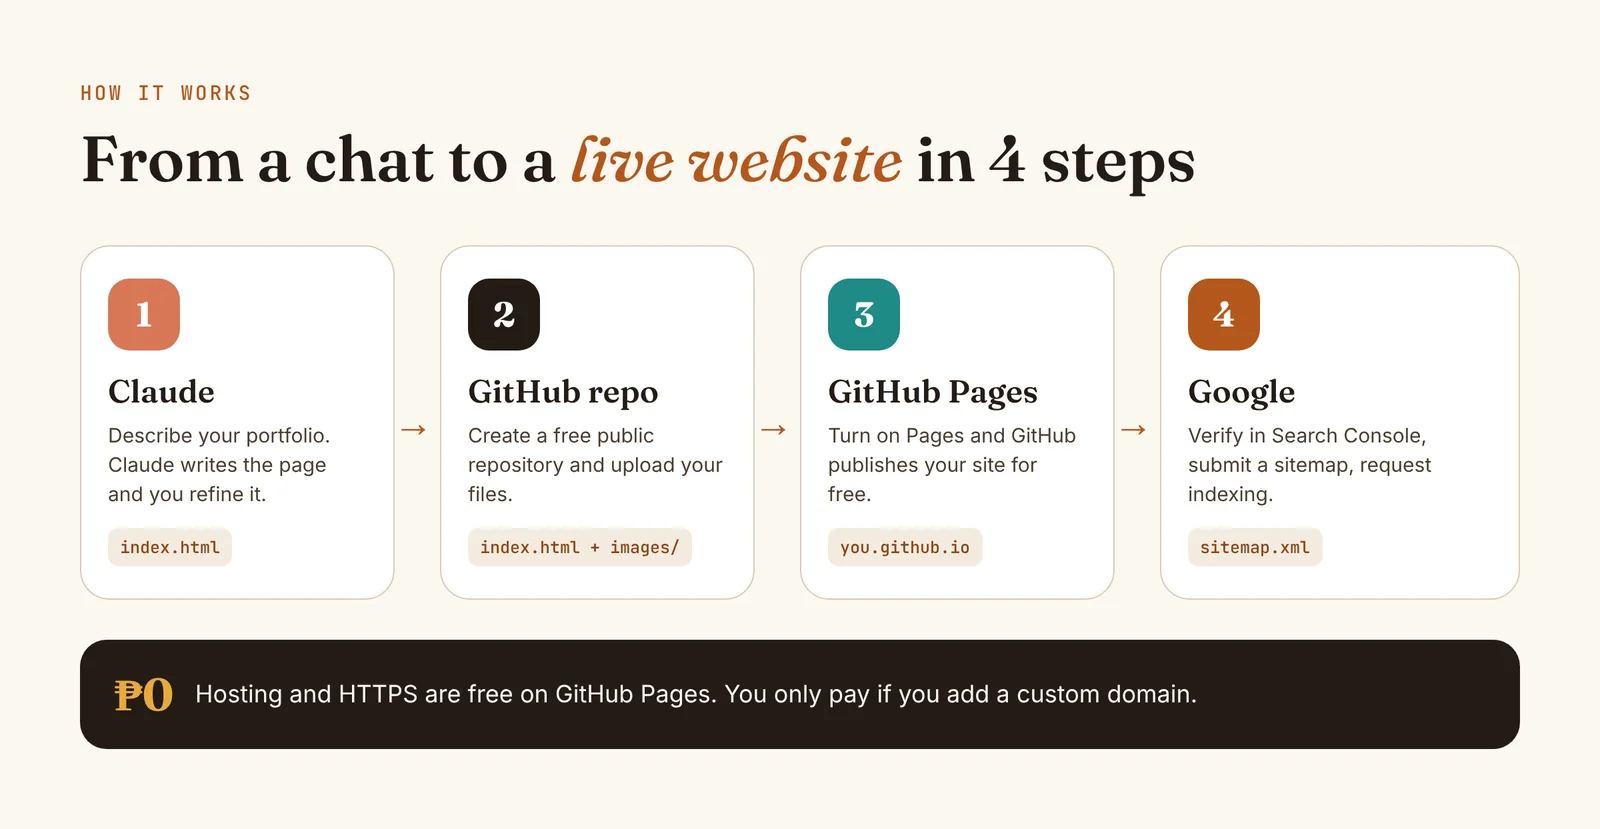 HOW IT WORKS
From a chat to a live website in 4 steps
1
Claude
Describe your portfolio.
Claude writes the page
and you refine it.
index.html
→
2
GitHub repo
Create a free public
repository and upload your
files.
index.html + images/
→
3
GitHub Pages
Turn on Pages and GitHub
publishes your site for
free.
you.github.io
→
4
Google
Verify in Search Console,
submit a sitemap, request
indexing.
sitemap.xml
₱0 Hosting and HTTPS are free on GitHub Pages. You only pay if you add a custom domain.